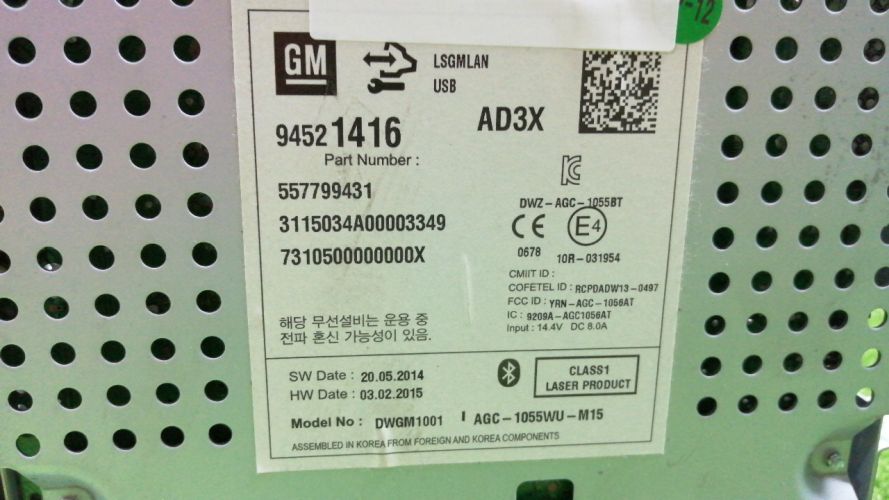 -12
GM
LSGMLAN
USB
94521416
AD3X
Part Number :
557799431
3115034A00003349
7310500000000X
DWZ-AGC-1055BT
CE
E4
0678
10R-031954
CMIIT ID :
COFETEL ID : RCPDADW13-0497
FCC ID : YRN-AGC-1056AT
IC : 9209A-AGC1056AT
Input : 14.4V DC 8.0A
해당 무선설비는 운용 중
전파 혼신 가능성이 있음.
SW Date : 20.05.2014
HW Date : 03.02.2015
CLASS1
LASER PRODUCT
Model No : DWGM1001 I AGC-1055WU-M15
ASSEMBLED IN KOREA FROM FOREIGN AND KOREA COMPONENTS